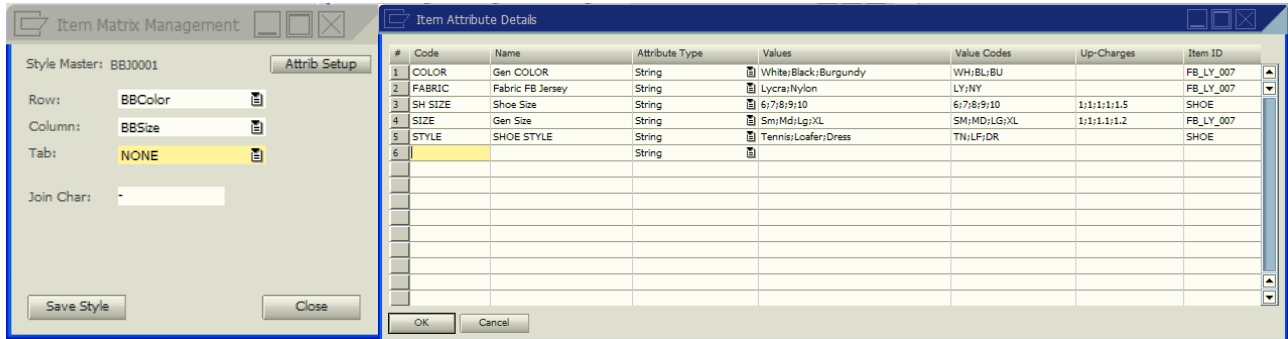 Item Matrix Management
Style Master: BBJ0001 Attrib Setup
Row: BBColor
Column: BBSize
Tab: NONE
Join Char: -
Save Style Close
Item Attribute Details
# Code Name Attribute Type Values Value Codes Up-Charges Item ID
1 COLOR Gen COLOR String White;Black;Burgundy WH;BL;BU FB_LY_007
2 FABRIC Fabric FB Jersey String Lycra;Nylon LY;NY FB_LY_007
3 SH SIZE Shoe Size String 6;7;8;9;10 6;7;8;9;10 1;1;1;1;1.5 SHOE
4 SIZE Gen Size String Sm;Md;Lg;XL SM;MD;LG;XL 1;1;1.1;1.2 FB_LY_007
5 STYLE SHOE STYLE String Tennis;Loafer;Dress TN;LF;DR SHOE
6 String
OK Cancel